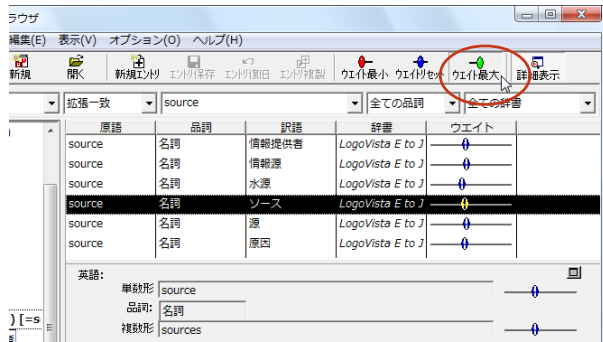 ラウザ
編集(E) 表示(V) オプション(O) ヘルプ(H)
新規 開く 新規エントリ エントリ保存 エントリ復旧 エントリ複製 ウエイト最小 ウエイトリセット ウエイト最大 詳細表示
拡張一致 source 全ての品詞 全ての辞書
原語 品詞 訳語 辞書 ウエイト
source 名詞 情報提供者 LogoVista E to J
source 名詞 情報源 LogoVista E to J
source 名詞 水源 LogoVista E to J
source 名詞 ソース LogoVista E to J
source 名詞 源 LogoVista E to J
source 名詞 原因 LogoVista E to J
英語:
単数形 source
品詞: 名詞
) [=s
複数形 sources